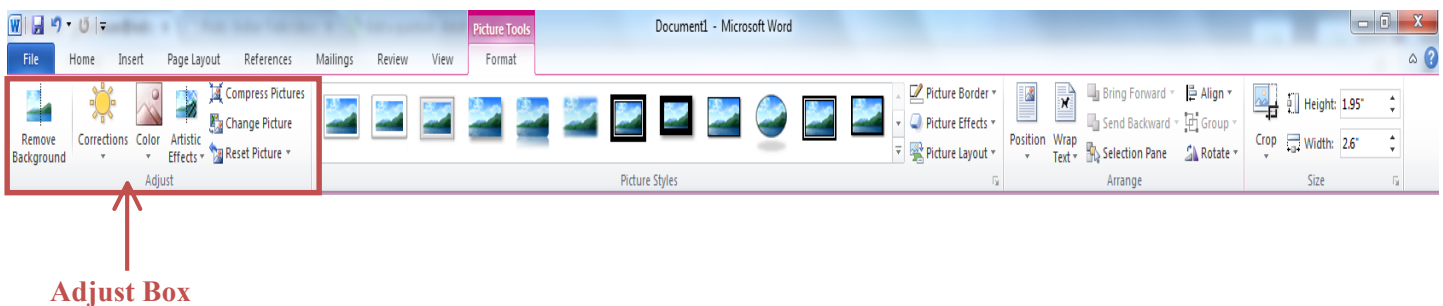 Picture Tools
Document1 - Microsoft Word
File Home Insert Page Layout References Mailings Review View Format
Remove Background
Corrections
Color
Artistic Effects
Compress Pictures
Change Picture
Reset Picture
Adjust
Picture Styles
Picture Border
Picture Effects
Picture Layout
Position
Wrap Text
Bring Forward
Send Backward
Selection Pane
Align
Group
Rotate
Arrange
Crop
Height: 1.95"
Width: 2.6"
Size
Adjust Box